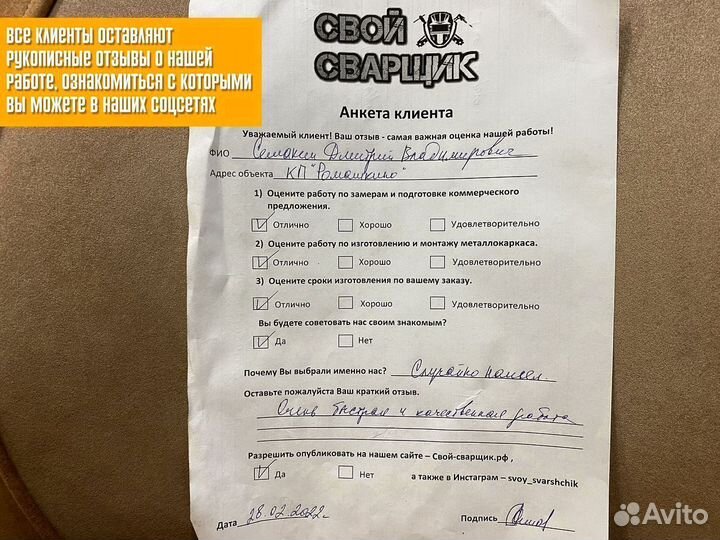 все клиенты оставляют
рукописные отзывы о нашей
работе, ознакомиться с которыми
вы можете в наших соцсетях
СВОЙ
СВАРЩИК
Анкета клиента
Уважаемый клиент! Ваш отзыв - самая важная оценка нашей работы!
ФИО Семакин Дмитрий Владимирович
Адрес объекта КП "Ромашкино"
1) Оцените работу по замерам и подготовке коммерческого
предложения.
Отлично Хорошо Удовлетворительно
2) Оцените работу по изготовлению и монтажу металлокаркаса.
Отлично Хорошо Удовлетворительно
3) Оцените сроки изготовления по вашему заказу.
Отлично Хорошо Удовлетворительно
Вы будете советовать нас своим знакомым?
Да Нет
Почему Вы выбрали именно нас? Случайно нашел.
Оставьте пожалуйста Ваш краткий отзыв.
Очень быстрая и качественная работа
Разрешить опубликовать на нашем сайте – Свой-сварщик.рф ,
Да Нет а также в Инстаграм – svoy_svarshchik
Дата 28.02.2022г. Подпись
Avito